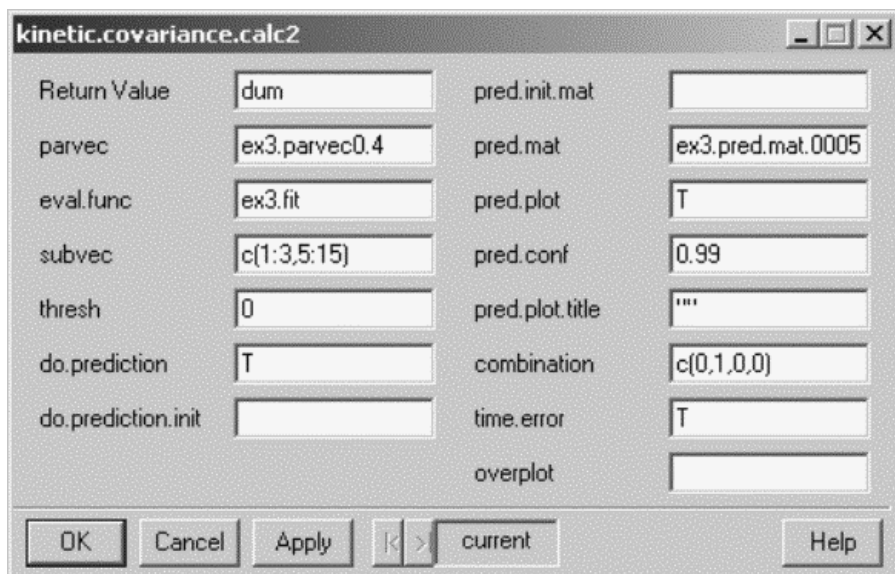 kinetic.covariance.calc2
Return Value dum
parvec ex3.parvec0.4
eval.func ex3.fit
subvec c(1:3,5:15)
thresh 0
do.prediction T
do.prediction.init
pred.init.mat
pred.mat ex3.pred.mat.0005
pred.plot T
pred.conf 0.99
pred.plot.title ""
combination c(0,1,0,0)
time.error T
overplot
OK Cancel Apply current Help